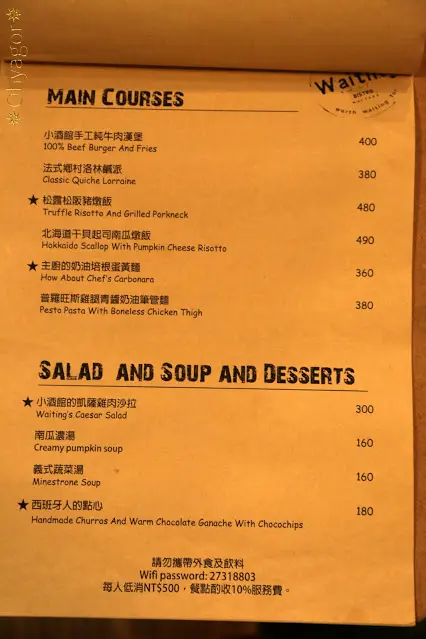 *Cityagor*
Waiting
BISTRO
worth waiting for
MAIN COURSES
小酒館手工純牛肉漢堡 400
100% Beef Burger And Fries
法式鄉村洛林鹹派 380
Classic Quiche Lorraine
★ 松露松阪豬燉飯 480
Truffle Risotto And Grilled Porkneck
北海道干貝起司南瓜燉飯 490
Hokkaido Scallop With Pumpkin Cheese Risotto
★ 主廚的奶油培根蛋黃麵 360
How About Chef's Carbonara
普羅旺斯雞腿青醬奶油筆管麵 380
Pesto Pasta With Boneless Chicken Thigh
SALAD AND SOUP AND DESSERTS
★ 小酒館的凱薩雞肉沙拉 300
Waiting's Caesar Salad
南瓜濃湯 160
Creamy pumpkin soup
義式蔬菜湯 160
Minestrone Soup
★ 西班牙人的點心 180
Handmade Churros And Warm Chocolate Ganache With Chocochips
請勿攜帶外食及飲料
Wifi password: 27318803
每人低消NT$500，餐點酌收10%服務費。